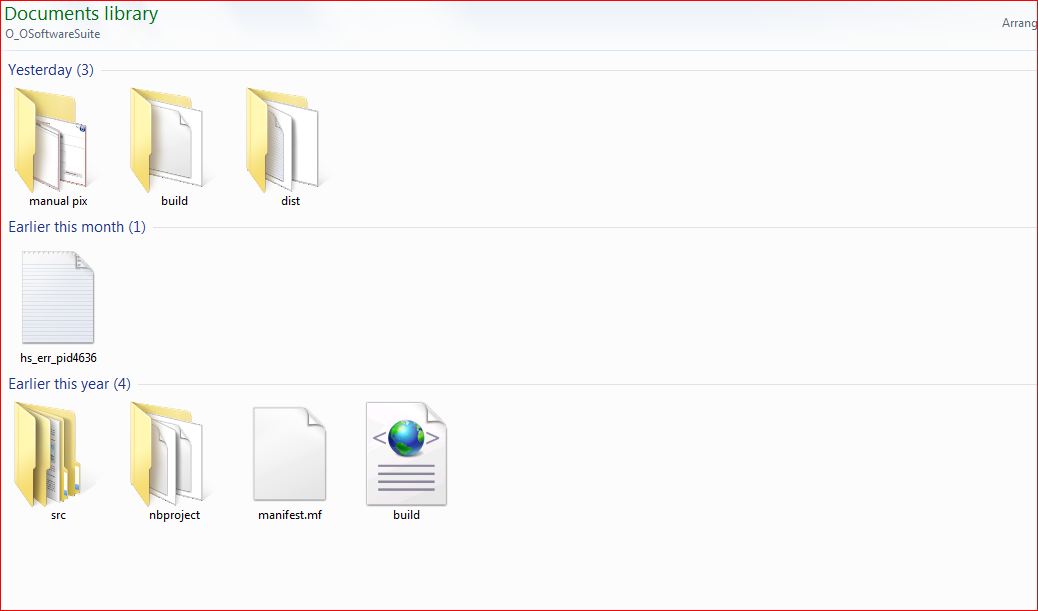 Documents library
O_OSoftwareSuite
Arrang
Yesterday (3)
manual pix
build
dist
Earlier this month (1)
hs_err_pid4636
Earlier this year (4)
src
nbproject
manifest.mf
build